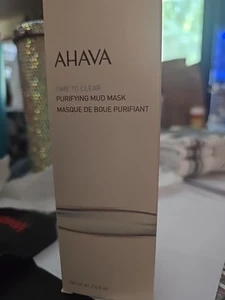 AHAVA
TIME TO CLEAR
PURIFYING MUD MASK
MASQUE DE BOUE PURIFIANT